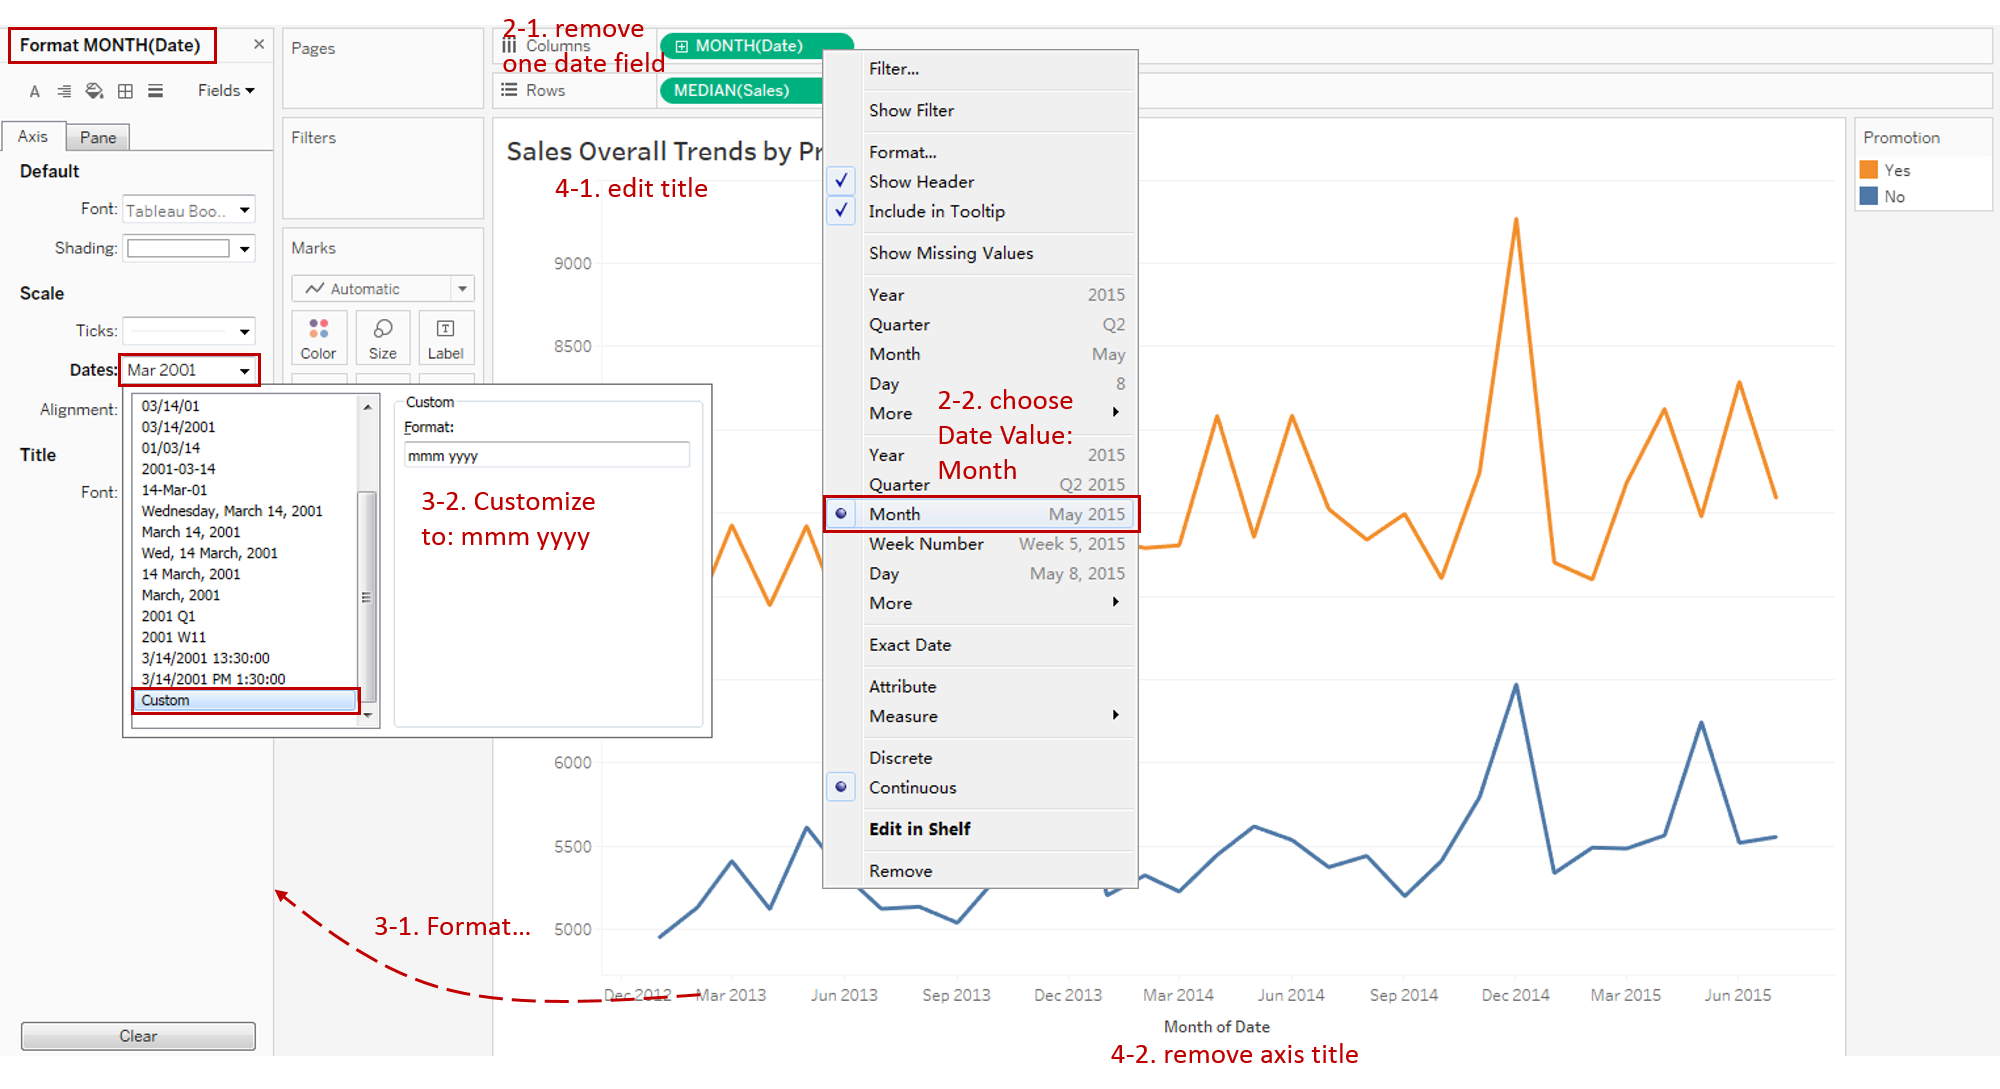 Format MONTH(Date)
Fields
Axis
Pane
Default
Font:
Tableau Boo..
Shading:
Scale
Ticks:
Dates:
Mar 2001
Alignment:
Title
Font:
03/14/01
03/14/2001
01/03/14
2001-03-14
14-Mar-01
Wednesday, March 14, 2001
March 14, 2001
Wed, 14 March, 2001
14 March, 2001
March, 2001
2001 Q1
2001 W11
3/14/2001 13:30:00
3/14/2001 PM 1:30:00
Custom
Custom
Format:
mmm yyyy
3-2. Customize
to: mmm yyyy
Clear
Pages
Filters
Marks
Automatic
Color
Size
Label
T
2-1. remove
one date field
Columns
MONTH(Date)
Rows
MEDIAN(Sales)
Sales Overall Trends by Pr
4-1. edit title
9000
8500
6000
5500
5000
Filter...
Show Filter
Format...
Show Header
Include in Tooltip
Show Missing Values
Year 2015
Quarter Q2
Month May
Day 8
More
2-2. choose
Date Value:
Month
Year 2015
Quarter Q2 2015
Month May 2015
Week Number Week 5, 2015
Day May 8, 2015
More
Exact Date
Attribute
Measure
Discrete
Continuous
Edit in Shelf
Remove
Promotion
Yes
No
3-1. Format...
Dec 2012 Mar 2013 Jun 2013 Sep 2013 Dec 2013 Mar 2014 Jun 2014 Sep 2014 Dec 2014 Mar 2015 Jun 2015
Month of Date
4-2. remove axis title